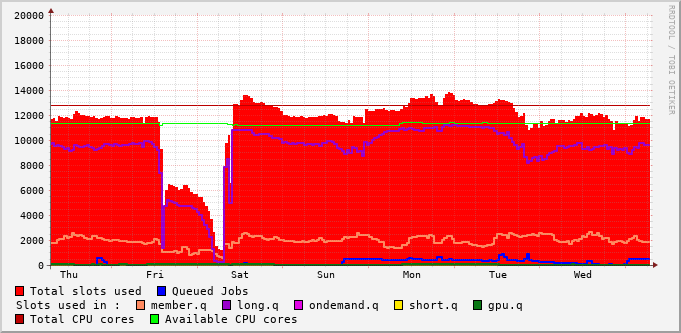 20000
18000
16000
14000
12000
10000
8000
6000
4000
2000
0
Thu Fri Sat Sun Mon Tue Wed
RRDTOOL / TOBI OETIKER
Total slots used Queued Jobs
Slots used in : member.q long.q ondemand.q short.q gpu.q
Total CPU cores Available CPU cores